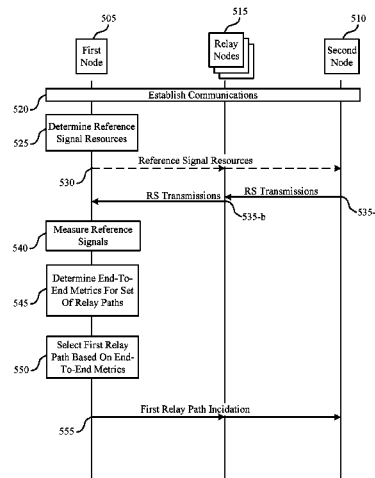 505
515
510
First
Node
Relay
Nodes
Second
Node
520
Establish Communications
525
Determine Reference
Signal Resources
530
Reference Signal Resources
RS Transmissions
RS Transmissions
535-b
535-
540
Measure Reference
Signals
545
Determine End-To-
End Metrics For Set
Of Relay Paths
550
Select First Relay
Path Based On End-
To-End Metrics
555
First Relay Path Incidation